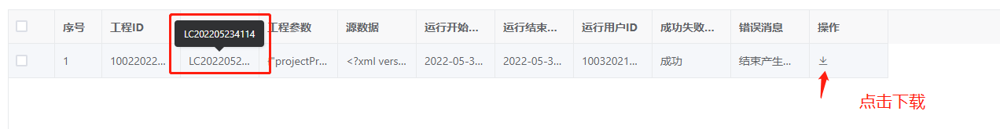 LC202205234114
序号 工程ID 工程参数 源数据 运行开始... 运行结束... 运行用户ID 成功失败... 错误消息 操作
1 10022022... LC2022052... {"projectPr... <?xml vers... 2022-05-3... 2022-05-3... 10032021... 成功 结束产生...
点击下载